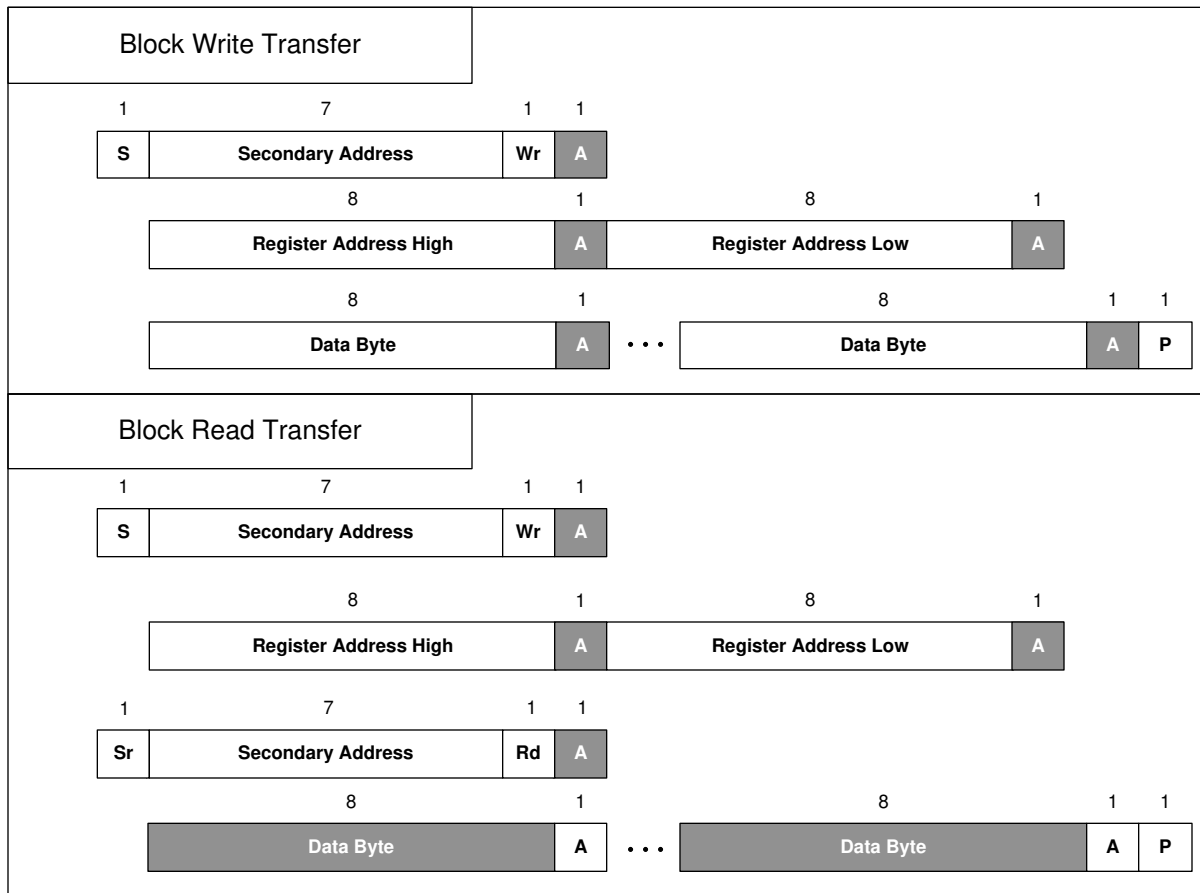 Block Write Transfer
1 7 1 1
S Secondary Address Wr A
8 1 8 1
Register Address High A Register Address Low A
8 1 8 1 1
Data Byte A • • • Data Byte A P
Block Read Transfer
1 7 1 1
S Secondary Address Wr A
8 1 8 1
Register Address High A Register Address Low A
1 7 1 1
Sr Secondary Address Rd A
8 1 8 1 1
Data Byte A • • • Data Byte A P